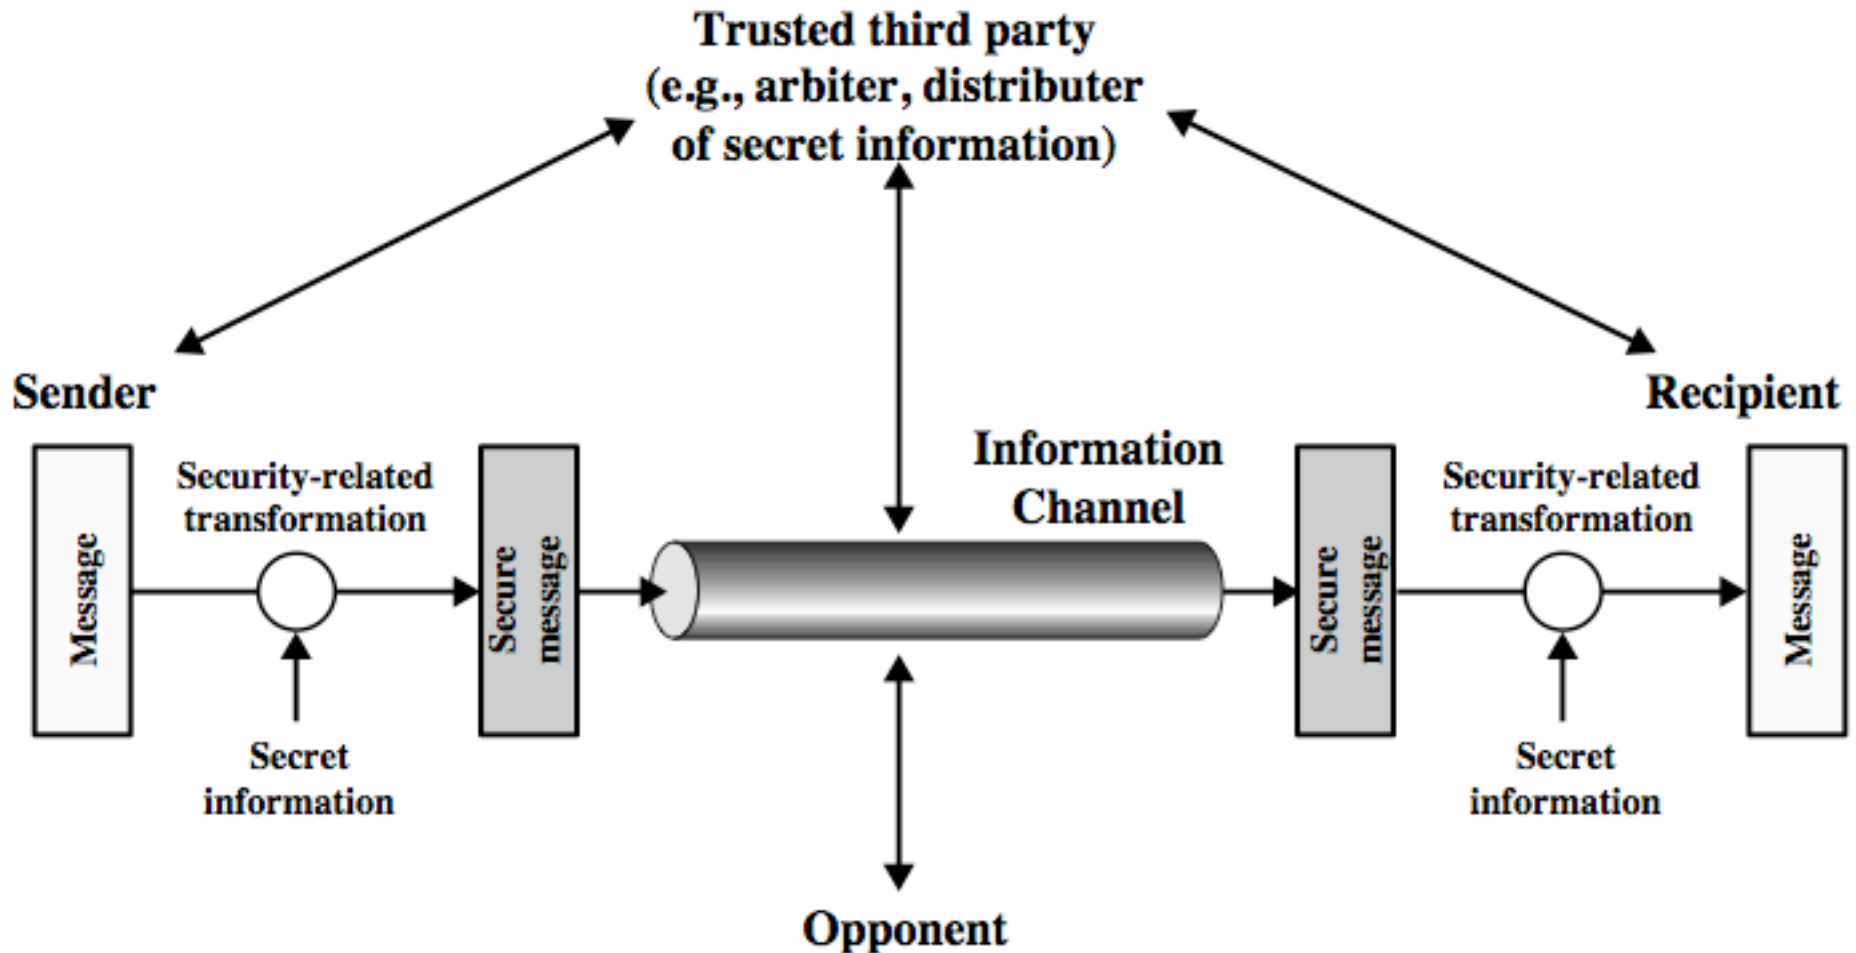 Trusted third party
(e.g., arbiter, distributer
of secret information)
Sender
Recipient
Information
Channel
Security-related
transformation
Security-related
transformation
Message
Secure
message
Secure
message
Message
Secret
information
Secret
information
Opponent